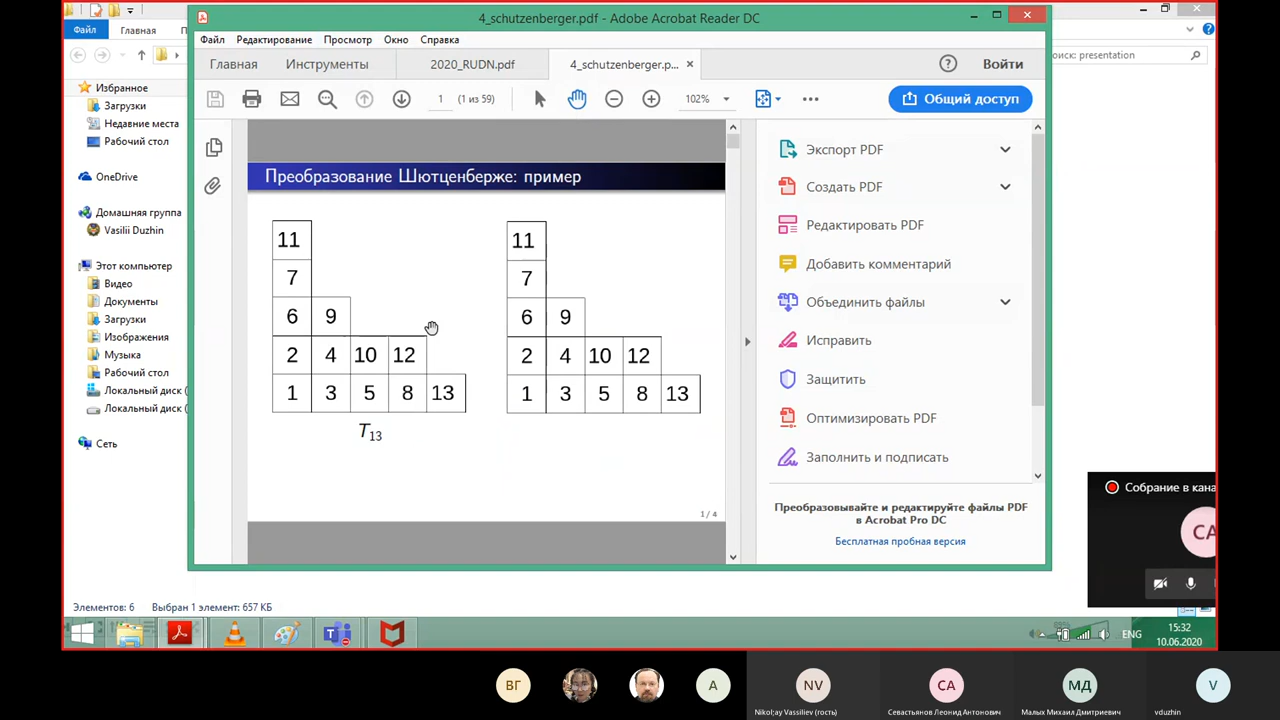 4_schutzenberger.pdf - Adobe Acrobat Reader DC
Файл
Главная
Файл Редактирование Просмотр Окно Справка
Главная Инструменты 2020_RUDN.pdf 4_schutzenberger.p...
Войти
1 (1 из 59) 102%
Общий доступ
оиск: presentation
Избранное
Загрузки
Недавние места
Рабочий стол
OneDrive
Домашняя группа
Vasilii Duzhin
Этот компьютер
Видео
Документы
Загрузки
Изображения
Музыка
Рабочий стол
Локальный диск (
Локальный диск (
Сеть
Преобразование Шютценберже: пример
11
7
6 9
2 4 10 12
1 3 5 8 13
T13
11
7
6 9
2 4 10 12
1 3 5 8 13
1 / 4
Экспорт PDF
Создать PDF
Редактировать PDF
Добавить комментарий
Объединить файлы
Исправить
Защитить
Оптимизировать PDF
Заполнить и подписать
Преобразовывайте и редактируйте файлы PDF
в Acrobat Pro DC
Бесплатная пробная версия
Собрание в кана
СА
Элементов: 6 Выбран 1 элемент: 657 КБ
ENG
15:32
10.06.2020
ВГ
A
NV
Nikol;ay Vassiliev (гость)
СА
Севастьянов Леонид Антонович
МД
Малых Михаил Дмитриевич
V
vduzhin